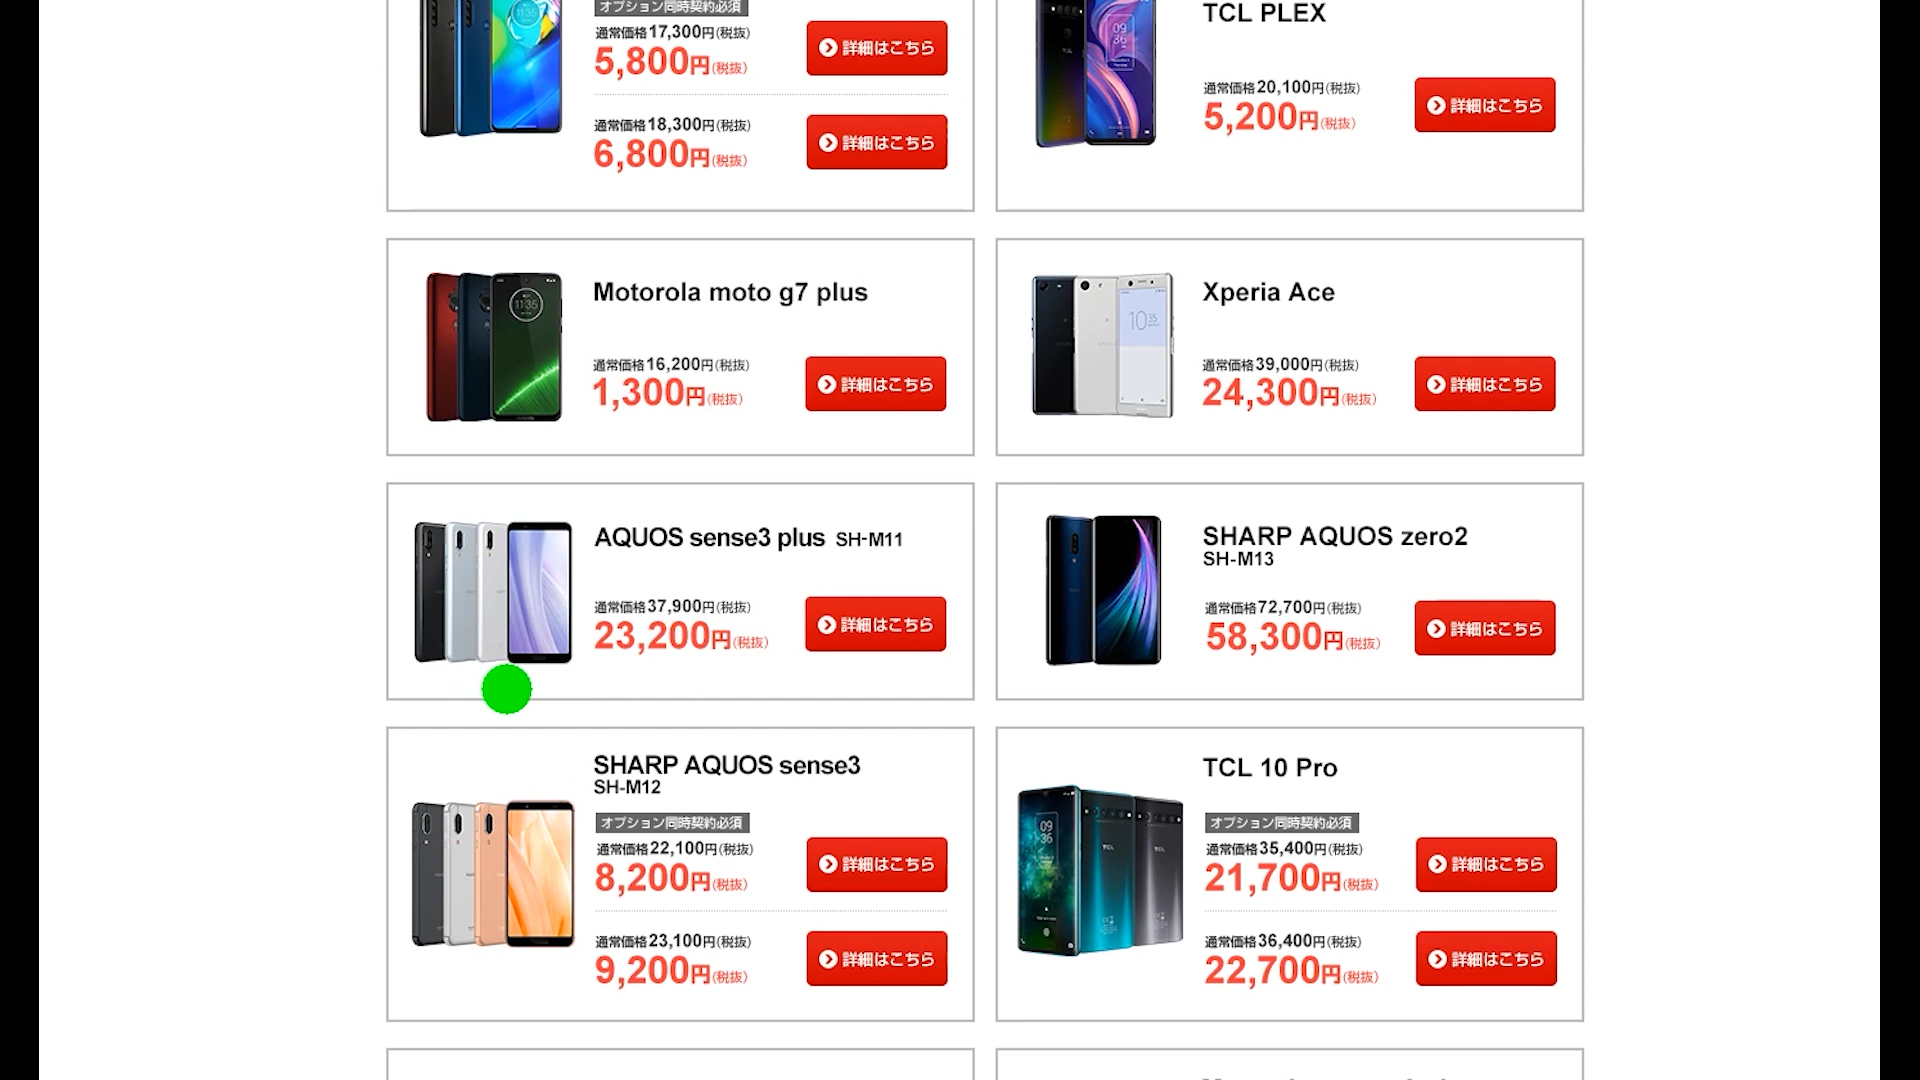 オプション同時契約必須
通常価格17,300円(税抜)
5,800円(税抜)
詳細はこちら
通常価格18,300円(税抜)
6,800円(税抜)
詳細はこちら
TCL PLEX
通常価格20,100円(税抜)
5,200円(税抜)
詳細はこちら
Motorola moto g7 plus
通常価格16,200円(税抜)
1,300円(税抜)
詳細はこちら
Xperia Ace
通常価格39,000円(税抜)
24,300円(税抜)
詳細はこちら
AQUOS sense3 plus SH-M11
通常価格37,900円(税抜)
23,200円(税抜)
詳細はこちら
SHARP AQUOS zero2
SH-M13
通常価格72,700円(税抜)
58,300円(税抜)
詳細はこちら
SHARP AQUOS sense3
SH-M12
オプション同時契約必須
通常価格22,100円(税抜)
8,200円(税抜)
詳細はこちら
通常価格23,100円(税抜)
9,200円(税抜)
詳細はこちら
TCL 10 Pro
オプション同時契約必須
通常価格35,400円(税抜)
21,700円(税抜)
詳細はこちら
通常価格36,400円(税抜)
22,700円(税抜)
詳細はこちら